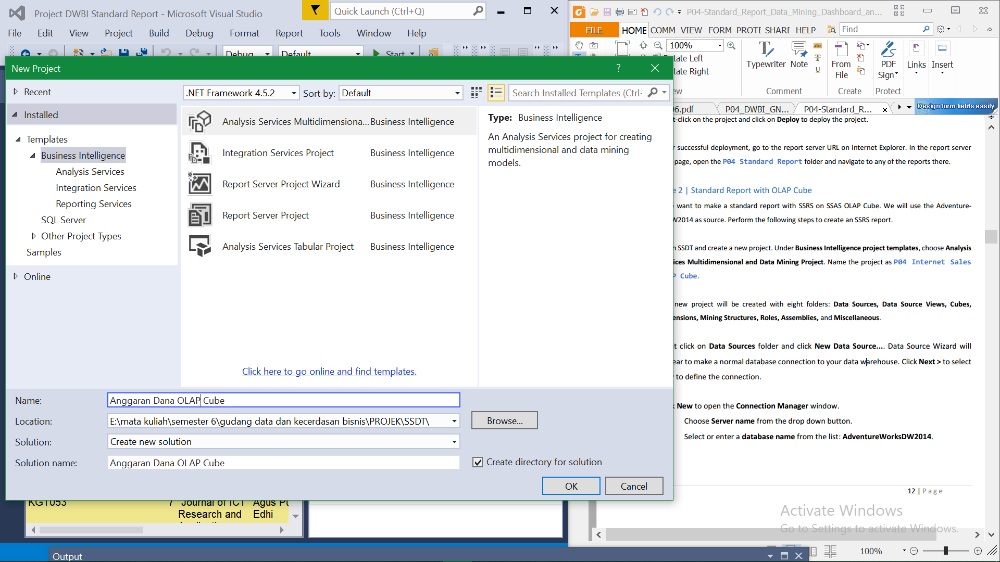 Project DWBI Standard Report - Microsoft Visual Studio
Quick Launch (Ctrl+Q)
File Edit View Project Build Debug Format Report Tools Window Help
Debug Default Start
New Project
?
Recent
Installed
Templates
Business Intelligence
Analysis Services
Integration Services
Reporting Services
SQL Server
Other Project Types
Samples
Online
.NET Framework 4.5.2 Sort by: Default
Search Installed Templates (Ctrl-
Analysis Services Multidimensiona... Business Intelligence
Integration Services Project Business Intelligence
Report Server Project Wizard Business Intelligence
Report Server Project Business Intelligence
Analysis Services Tabular Project Business Intelligence
Click here to go online and find templates.
Type: Business Intelligence
An Analysis Services project for creating
multidimensional and data mining
models.
Name: Anggaran Dana OLAP Cube
Location: E:\mata kuliah\semester 6\gudang data dan kecerdasan bisnis\PROJEK\SSDT\
Browse...
Solution: Create new solution
Solution name: Anggaran Dana OLAP Cube
Create directory for solution
OK Cancel
KGT053 7 Journal of ICT
Research and
Agus Pu
Edhi
Output
P04-Standard_Report_Data_Mining_Dashboard_an...
FILE HOME COMM VIEW FORM PROTE SHARE HELP
Find
100%
tate Left
tate Right
ew
Typewriter Note
Comment
From
File
Create
PDF
Sign
Protect
Links
Insert
06.pdf P04_DWBI_GN... P04-Standard_R...
Design form fields easily
t-click on the project and click on Deploy to deploy the project.
r successful deployment, go to the report server URL on Internet Explorer. In the report server
page, open the P04 Standard Report folder and navigate to any of the reports there.
e 2 | Standard Report with OLAP Cube
want to make a standard report with SSRS on SSAS OLAP Cube. We will use the Adventure-
W2014 as source. Perform the following steps to create an SSRS report.
n SSDT and create a new project. Under Business Intelligence project templates, choose Analysis
ices Multidimensional and Data Mining Project. Name the project as P04 Internet Sales
P Cube.
new project will be created with eight folders: Data Sources, Data Source Views, Cubes,
ensions, Mining Structures, Roles, Assemblies, and Miscellaneous.
t click on Data Sources folder and click New Data Source.... Data Source Wizard will
ear to make a normal database connection to your data warehouse. Click Next > to select
to define the connection.
k New to open the Connection Manager window.
Choose Server name from the drop down button.
Select or enter a database name from the list: AdventureWorksDW2014.
12 | Page
Activate Windows
Go to Settings to activate Windows.
100%